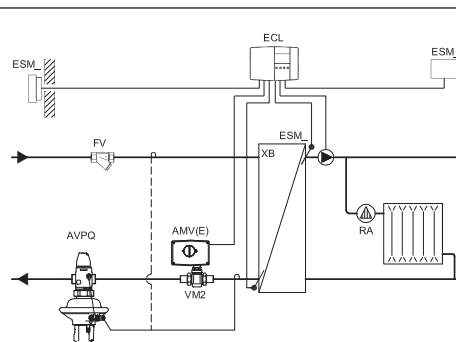 ECL
ESM_
ESM_
FV
ESM_
XB
AMV(E)
AVPQ
RA
VM2